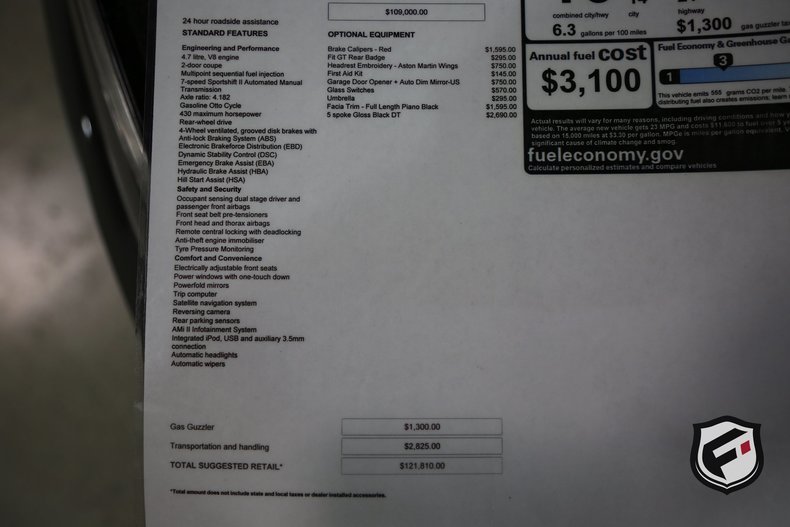 $109,000.00
24 hour roadside assistance
STANDARD FEATURES
Engineering and Performance
4.7 litre, V8 engine
2-door coupe
Multipoint sequential fuel injection
7-speed Sportshift II Automated Manual
Transmission
Axle ratio: 4.182
Gasoline Otto Cycle
430 maximum horsepower
Rear-wheel drive
4-Wheel ventilated, grooved disk brakes with
Anti-lock Braking System (ABS)
Electronic Brakeforce Distribution (EBD)
Dynamic Stability Control (DSC)
Emergency Brake Assist (EBA)
Hydraulic Brake Assist (HBA)
Hill Start Assist (HSA)
Safety and Security
Occupant sensing dual stage driver and
passenger front airbags
Front seat belt pre-tensioners
Front head and thorax airbags
Remote central locking with deadlocking
Anti-theft engine immobiliser
Tyre Pressure Monitoring
Comfort and Convenience
Electrically adjustable front seats
Power windows with one-touch down
Powerfold mirrors
Trip computer
Satellite navigation system
Reversing camera
Rear parking sensors
AMi II Infotainment System
Integrated iPod, USB and auxiliary 3.5mm
connection
Automatic headlights
Automatic wipers
OPTIONAL EQUIPMENT
Brake Calipers - Red $1,595.00
Fit GT Rear Badge $295.00
Headrest Embroidery - Aston Martin Wings $750.00
First Aid Kit $145.00
Garage Door Opener + Auto Dim Mirror-US $750.00
Glass Switches $570.00
Umbrella $295.00
Facia Trim - Full Length Piano Black $1,595.00
5 spoke Gloss Black DT $2,690.00
combined city/hwy city highway
6.3 gallons per 100 miles
$1,300 gas guzzler tax
Annual fuel cost
$3,100
Fuel Economy & Greenhouse G
3
1
This vehicle emits 555 grams CO2 per mile.
distributing fuel also creates emissions; learn
Actual results will vary for many reasons, including driving conditions and how y
vehicle. The average new vehicle gets 23 MPG and costs $11,600 to fuel over 5 ye
based on 15,000 miles at $3.30 per gallon. MPGe is miles per gasoline gallon equivalent. V
significant cause of climate change and smog.
fueleconomy.gov
Calculate personalized estimates and compare vehicles
Gas Guzzler $1,300.00
Transportation and handling $2,825.00
TOTAL SUGGESTED RETAIL* $121,810.00
*Total amount does not include state and local taxes or dealer installed accessories.